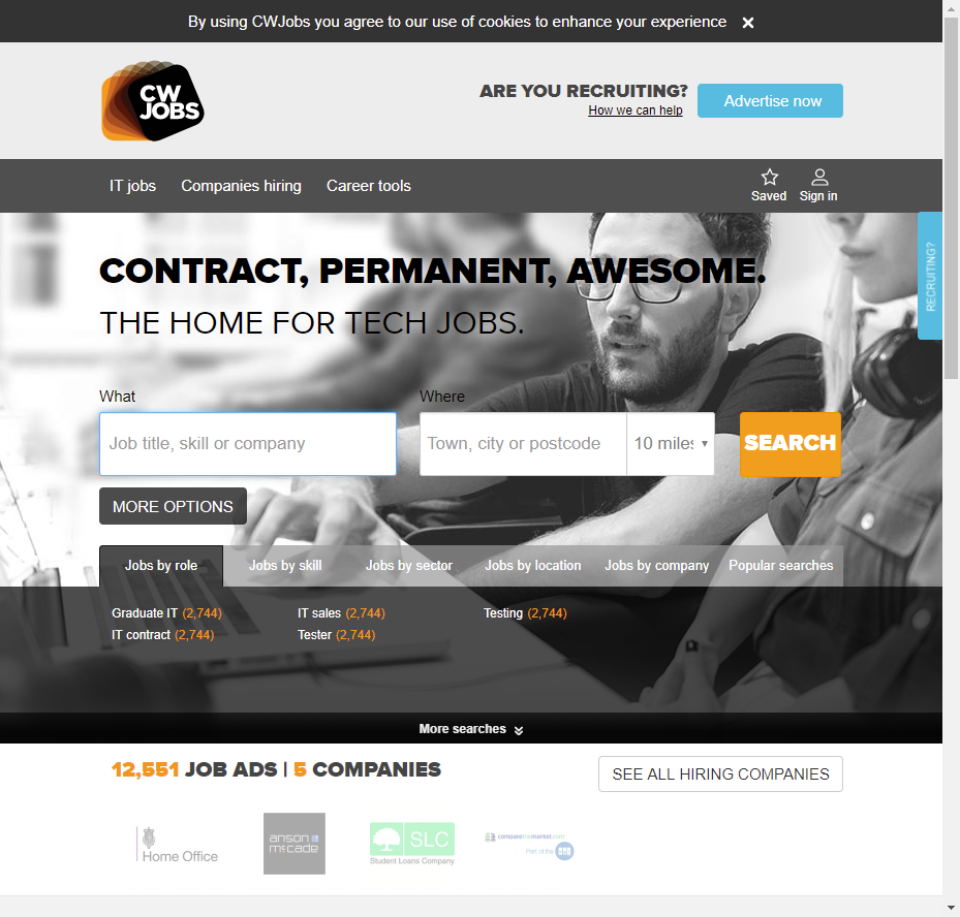 By using CWJobs you agree to our use of cookies to enhance your experience ×
CW
JOBS
ARE YOU RECRUITING?
How we can help
Advertise now
IT jobs Companies hiring Career tools
Saved Sign in
RECRUITING?
CONTRACT, PERMANENT, AWESOME.
THE HOME FOR TECH JOBS.
What Where
Job title, skill or company Town, city or postcode 10 miles SEARCH
MORE OPTIONS
Jobs by role Jobs by skill Jobs by sector Jobs by location Jobs by company Popular searches
Graduate IT (2,744) IT sales (2,744) Testing (2,744)
IT contract (2,744) Tester (2,744)
More searches
12,551 JOB ADS | 5 COMPANIES SEE ALL HIRING COMPANIES
Home Office
anson
mccade
SLC
Student Loans Company
comparethemarket.com
Part of the